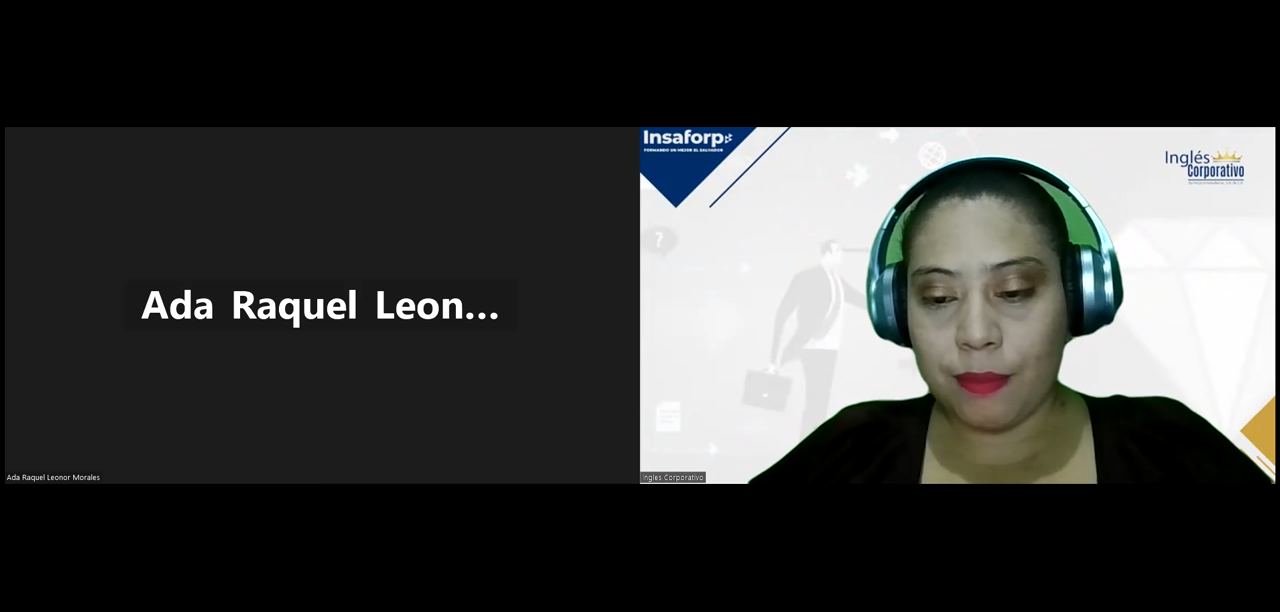 Ada Raquel Leon...
Ada Raquel Leonor Morales
Insaforp
FORMANDO UN MEJOR EL SALVADOR
Inglés
Corporativo
?
Ingles Corporativo